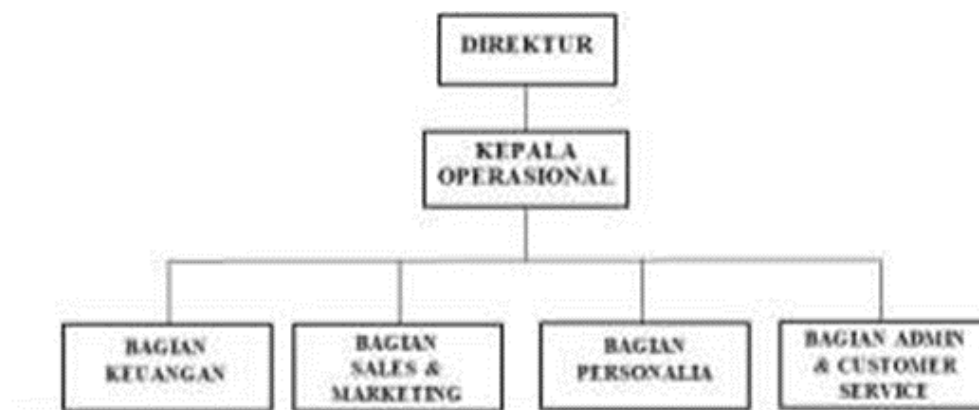 DIREKTUR
KEPALA
OPERASIONAL
BAGIAN
KEUANGAN
BAGIAN
SALES &
MARKETING
BAGIAN
PERSONALIA
BAGIAN ADMIN
& CUSTOMER
SERVICE